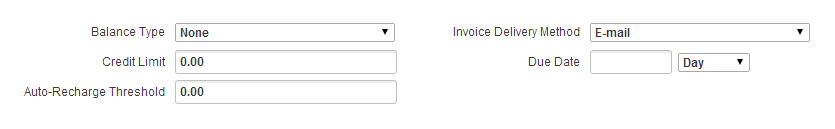 Balance Type None Invoice Delivery Method E-mail
Credit Limit 0.00 Due Date Day
Auto-Recharge Threshold 0.00